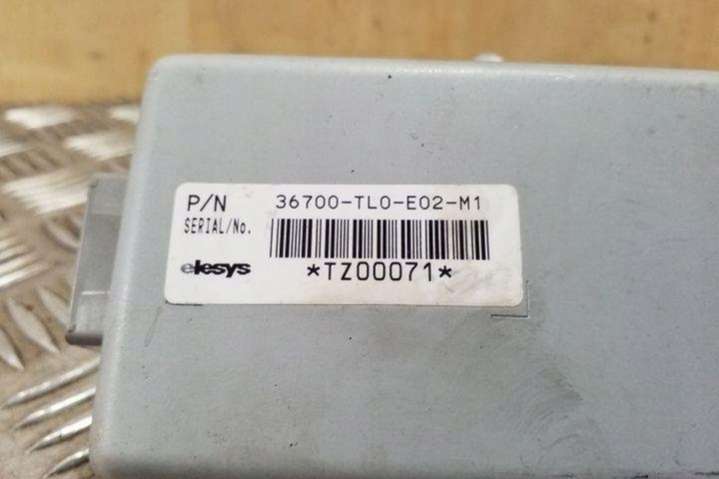 P/N 36700-TL0-E02-M1
SERIAL/No.
elesys *TZ00071*